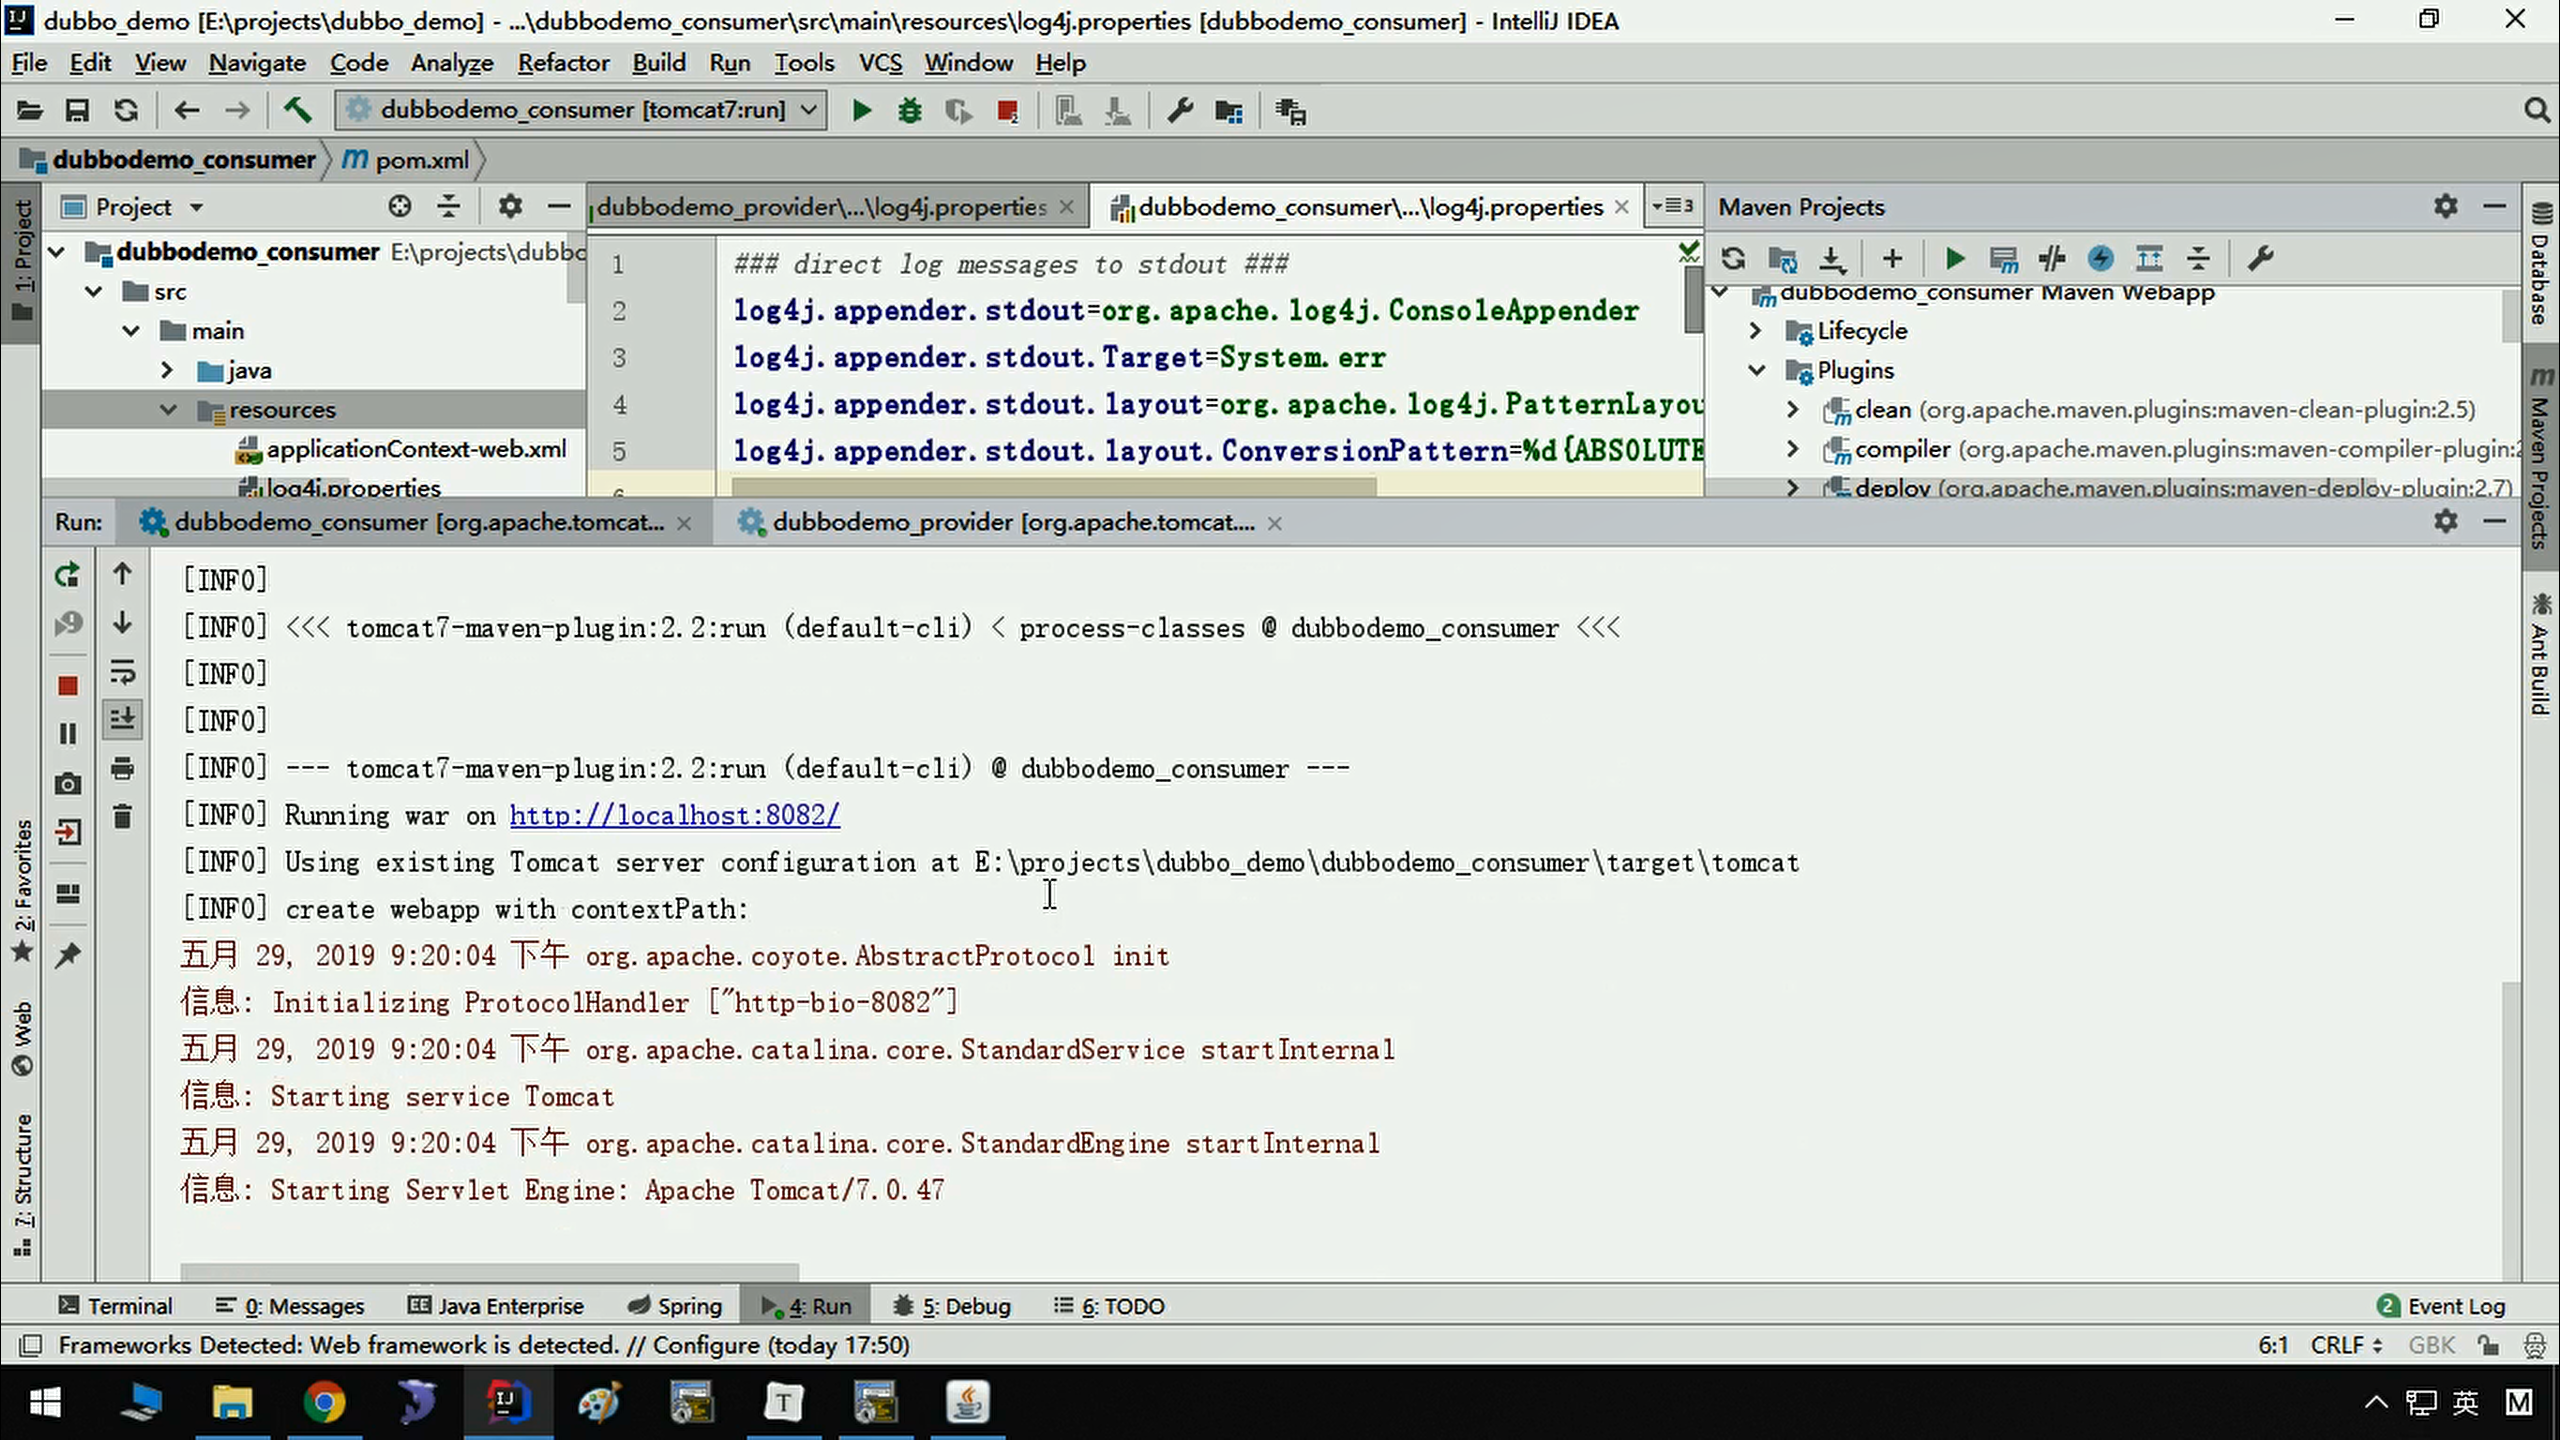 dubbo_demo [E:\projects\dubbo_demo] - ...\dubbodemo_consumer\src\main\resources\log4j.properties [dubbodemo_consumer] - IntelliJ IDEA
File Edit View Navigate Code Analyze Refactor Build Run Tools VCS Window Help
dubbodemo_consumer [tomcat7:run]
dubbodemo_consumer pom.xml
1: Project
Project
dubbodemo_provider\...\log4j.properties
dubbodemo_consumer\...\log4j.properties
3
Maven Projects
dubbodemo_consumer E:\projects\dubbo
src
main
java
resources
applicationContext-web.xml
log4j.properties
1 ### direct log messages to stdout ###
2 log4j.appender.stdout=org.apache.log4j.ConsoleAppender
3 log4j.appender.stdout.Target=System.err
4 log4j.appender.stdout.layout=org.apache.log4j.PatternLayou
5 log4j.appender.stdout.layout.ConversionPattern=%d{ABSOLUTE
6
dubbodemo_consumer Maven Webapp
Lifecycle
Plugins
clean (org.apache.maven.plugins:maven-clean-plugin:2.5)
compiler (org.apache.maven.plugins:maven-compiler-plugin:2
deploy (org.apache.maven.plugins:maven-deploy-plugin:2.7)
Database
Maven Projects
Ant Build
Run: dubbodemo_consumer [org.apache.tomcat... dubbodemo_provider [org.apache.tomcat....
[INFO]
[INFO] <<< tomcat7-maven-plugin:2.2:run (default-cli) < process-classes @ dubbodemo_consumer <<<
[INFO]
[INFO]
[INFO] --- tomcat7-maven-plugin:2.2:run (default-cli) @ dubbodemo_consumer ---
[INFO] Running war on http://localhost:8082/
[INFO] Using existing Tomcat server configuration at E:\projects\dubbo_demo\dubbodemo_consumer\target\tomcat
[INFO] create webapp with contextPath:
五月 29, 2019 9:20:04 下午 org.apache.coyote.AbstractProtocol init
信息: Initializing ProtocolHandler ["http-bio-8082"]
五月 29, 2019 9:20:04 下午 org.apache.catalina.core.StandardService startInternal
信息: Starting service Tomcat
五月 29, 2019 9:20:04 下午 org.apache.catalina.core.StandardEngine startInternal
信息: Starting Servlet Engine: Apache Tomcat/7.0.47
2: Favorites
Web
7: Structure
Terminal 0: Messages Java Enterprise Spring 4: Run 5: Debug 6: TODO 2 Event Log
Frameworks Detected: Web framework is detected. // Configure (today 17:50) 6:1 CRLF GBK
英 M